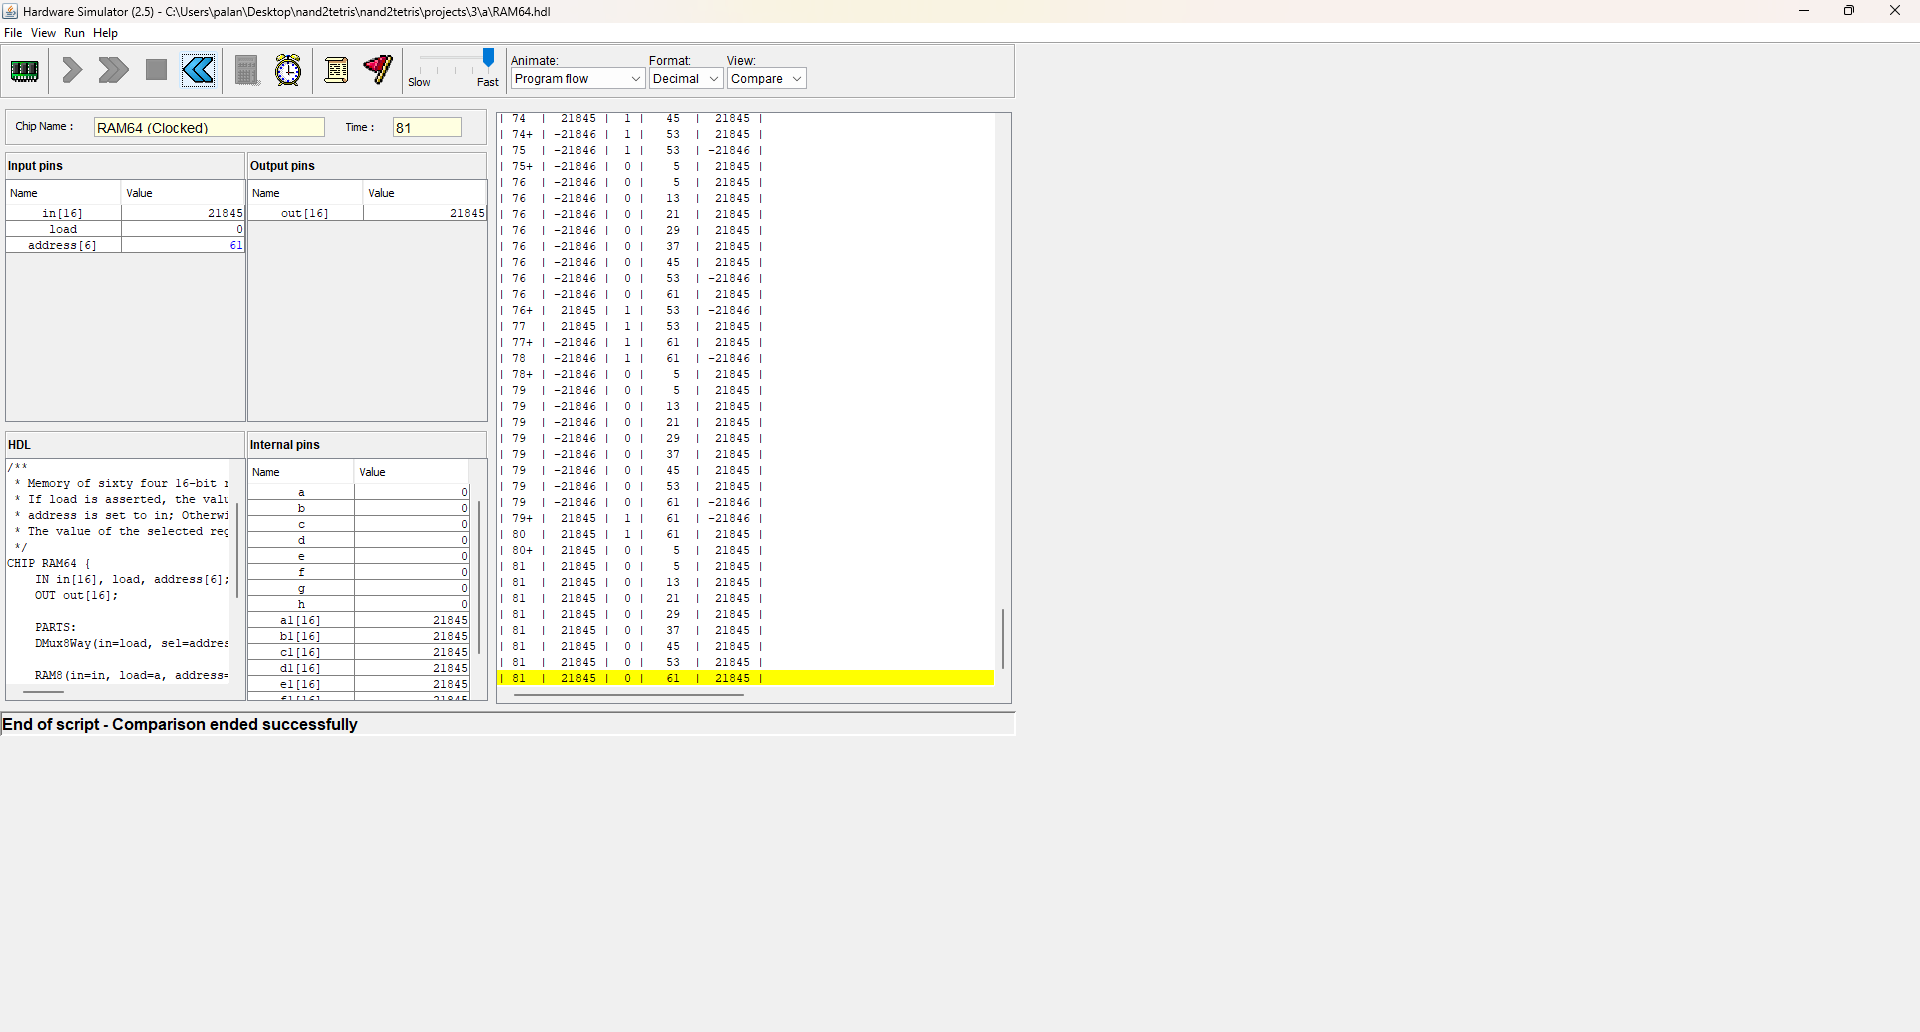 Hardware Simulator (2.5) - C:\Users\palan\Desktop\nand2tetris\nand2tetris\projects\3\a\RAM64.hdl
File View Run Help
Slow Fast
Animate: Format: View:
Program flow Decimal Compare
Chip Name : RAM64 (Clocked) Time : 81
Input pins
Name Value
in[16] 21845
load 0
address[6] 61
Output pins
Name Value
out[16] 21845
HDL
/**
* Memory of sixty four 16-bit
* If load is asserted, the valu
* address is set to in; Otherwi
* The value of the selected reg
*/
CHIP RAM64 {
IN in[16], load, address[6];
OUT out[16];
PARTS:
DMux8Way(in=load, sel=addres
RAM8(in=in, load=a, address=
Internal pins
Name Value
a 0
b 0
c 0
d 0
e 0
f 0
g 0
h 0
a1[16] 21845
b1[16] 21845
c1[16] 21845
d1[16] 21845
e1[16] 21845
f1[16] 21845
| 74 | 21845 | 1 | 45 | 21845 |
| 74+ | -21846 | 1 | 53 | 21845 |
| 75 | -21846 | 1 | 53 | -21846 |
| 75+ | -21846 | 0 | 5 | 21845 |
| 76 | -21846 | 0 | 5 | 21845 |
| 76 | -21846 | 0 | 13 | 21845 |
| 76 | -21846 | 0 | 21 | 21845 |
| 76 | -21846 | 0 | 29 | 21845 |
| 76 | -21846 | 0 | 37 | 21845 |
| 76 | -21846 | 0 | 45 | 21845 |
| 76 | -21846 | 0 | 53 | -21846 |
| 76 | -21846 | 0 | 61 | 21845 |
| 76+ | 21845 | 1 | 53 | -21846 |
| 77 | 21845 | 1 | 53 | 21845 |
| 77+ | -21846 | 1 | 61 | 21845 |
| 78 | -21846 | 1 | 61 | -21846 |
| 78+ | -21846 | 0 | 5 | 21845 |
| 79 | -21846 | 0 | 5 | 21845 |
| 79 | -21846 | 0 | 13 | 21845 |
| 79 | -21846 | 0 | 21 | 21845 |
| 79 | -21846 | 0 | 29 | 21845 |
| 79 | -21846 | 0 | 37 | 21845 |
| 79 | -21846 | 0 | 45 | 21845 |
| 79 | -21846 | 0 | 53 | 21845 |
| 79 | -21846 | 0 | 61 | -21846 |
| 79+ | 21845 | 1 | 61 | -21846 |
| 80 | 21845 | 1 | 61 | 21845 |
| 80+ | 21845 | 0 | 5 | 21845 |
| 81 | 21845 | 0 | 5 | 21845 |
| 81 | 21845 | 0 | 13 | 21845 |
| 81 | 21845 | 0 | 21 | 21845 |
| 81 | 21845 | 0 | 29 | 21845 |
| 81 | 21845 | 0 | 37 | 21845 |
| 81 | 21845 | 0 | 45 | 21845 |
| 81 | 21845 | 0 | 53 | 21845 |
| 81 | 21845 | 0 | 61 | 21845 |
End of script - Comparison ended successfully